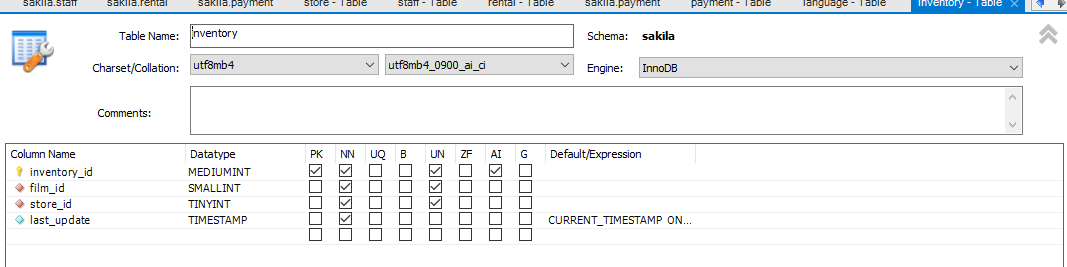 sakila.staff sakila.rental sakila.payment store - Table staff - Table rental - Table sakila.payment payment - Table language - Table inventory - Table
Table Name: inventory Schema: sakila
Charset/Collation: utf8mb4 utf8mb4_0900_ai_ci Engine: InnoDB
Comments:
Column Name Datatype PK NN UQ B UN ZF AI G Default/Expression
inventory_id MEDIUMINT
film_id SMALLINT
store_id TINYINT
last_update TIMESTAMP CURRENT_TIMESTAMP ON...